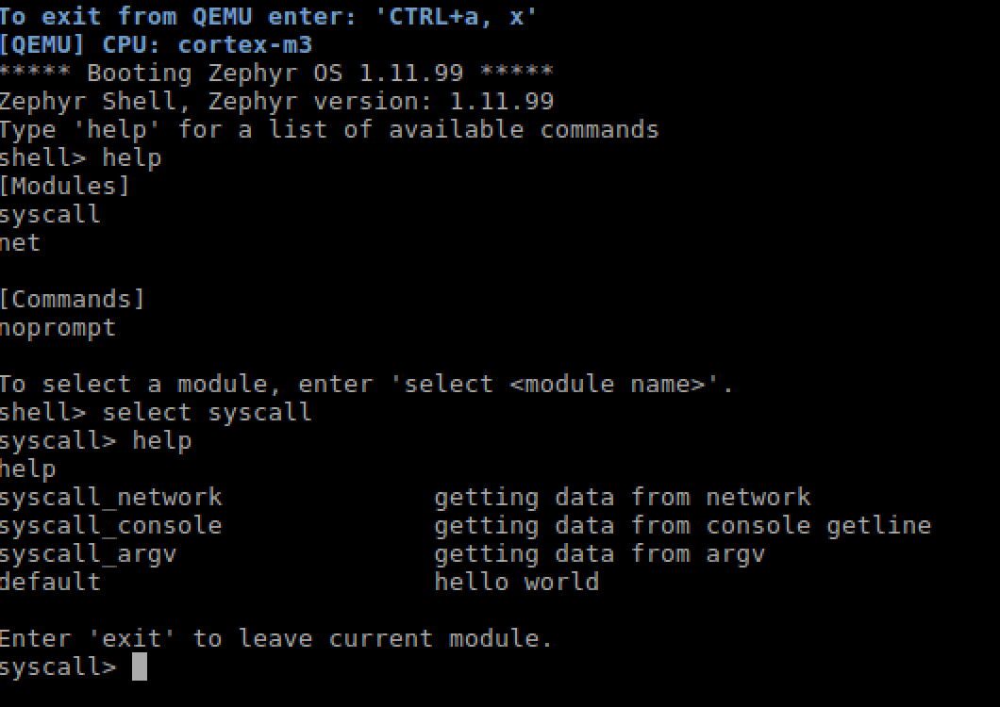 To exit from QEMU enter: 'CTRL+a, x'
[QEMU] CPU: cortex-m3
***** Booting Zephyr OS 1.11.99 *****
Zephyr Shell, Zephyr version: 1.11.99
Type 'help' for a list of available commands
shell> help
[Modules]
syscall
net
[Commands]
noprompt
To select a module, enter 'select <module name>'.
shell> select syscall
syscall> help
help
syscall_network getting data from network
syscall_console getting data from console getline
syscall_argv getting data from argv
default hello world
Enter 'exit' to leave current module.
syscall>